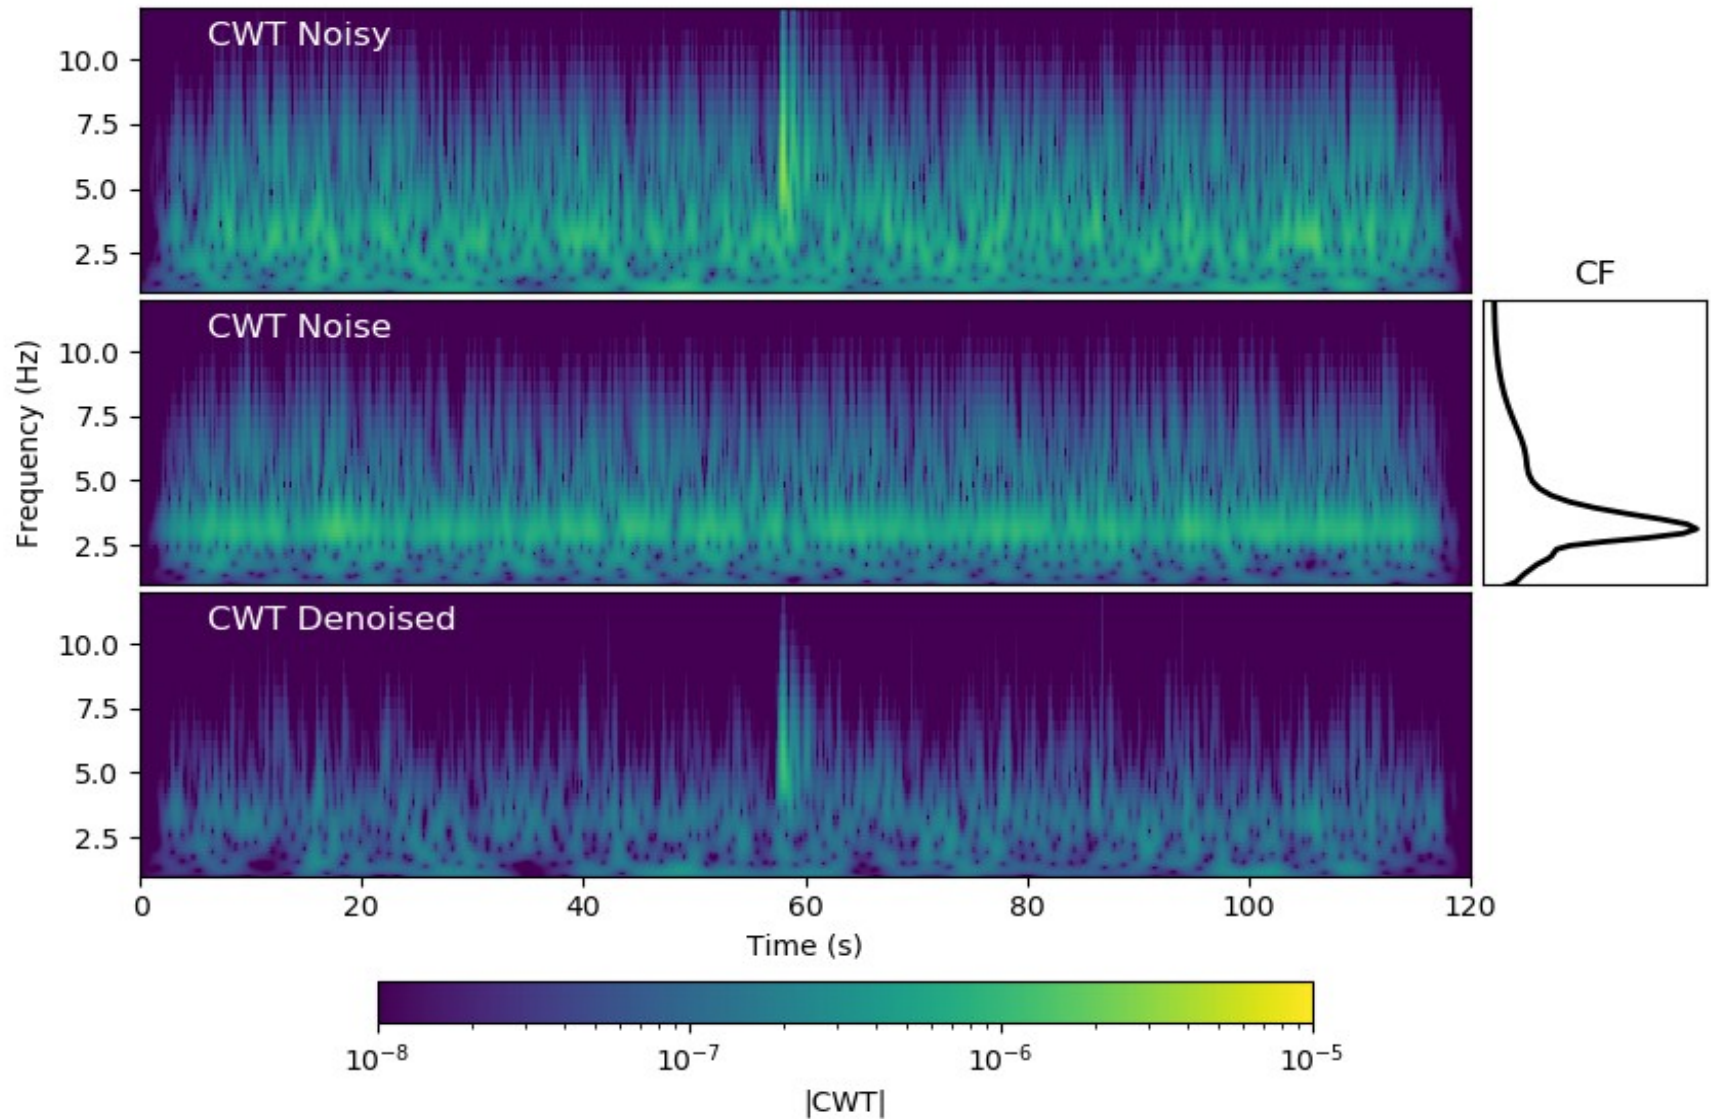 CWT Noisy
10.0
7.5
5.0
2.5
CF
CWT Noise
10.0
7.5
5.0
2.5
Frequency (Hz)
CWT Denoised
10.0
7.5
5.0
2.5
0 20 40 60 80 100 120
Time (s)
10⁻⁸ 10⁻⁷ 10⁻⁶ 10⁻⁵
|CWT|